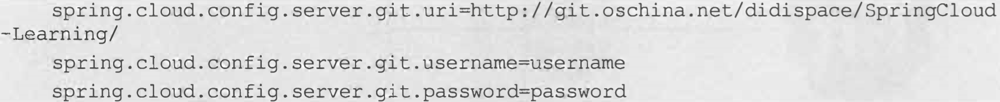 spring.cloud.config.server.git.uri=http://git.oschina.net/didispace/SpringCloud
-Learning/
spring.cloud.config.server.git.username=username
spring.cloud.config.server.git.password=password